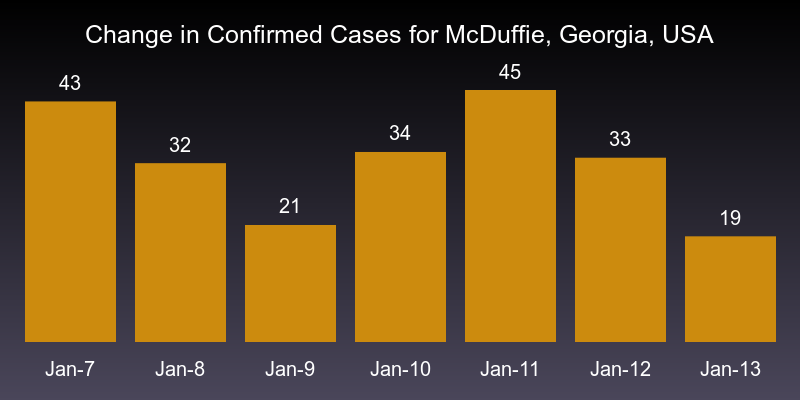 Change in Confirmed Cases for McDuffie, Georgia, USA
43
32
21
34
45
33
19
Jan-7
Jan-8
Jan-9
Jan-10
Jan-11
Jan-12
Jan-13